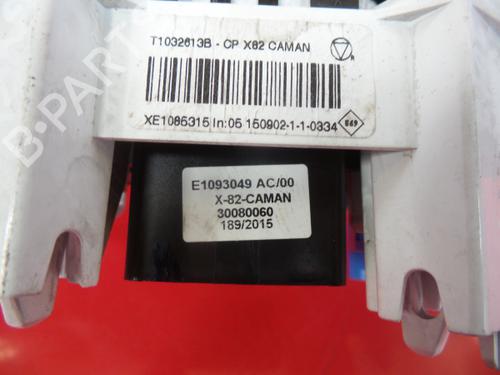 T1032613B - CP X82 CAMAN
R
XE1085315 In:05 150902-1-1-0334
E1093049 AC/00
X-82-CAMAN
30080060
189/2015
B-PARTS